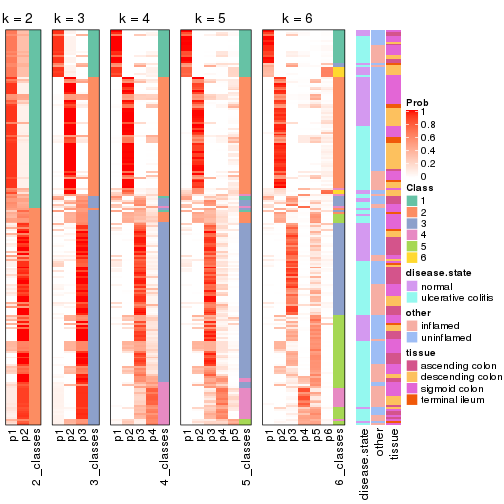 k = 2
k = 3
k = 4
k = 5
k = 6
Prob
1
0.8
0.6
0.4
0.2
0
Class
1
2
3
4
5
6
disease.state
normal
ulcerative colitis
other
inflamed
uninflamed
tissue
ascending colon
descending colon
sigmoid colon
terminal ileum
p1
p2
2_classes
p1
p2
p3
3_classes
p1
p2
p3
p4
4_classes
p1
p2
p3
p4
p5
5_classes
p1
p2
p3
p4
p5
p6
6_classes
disease.state
other
tissue